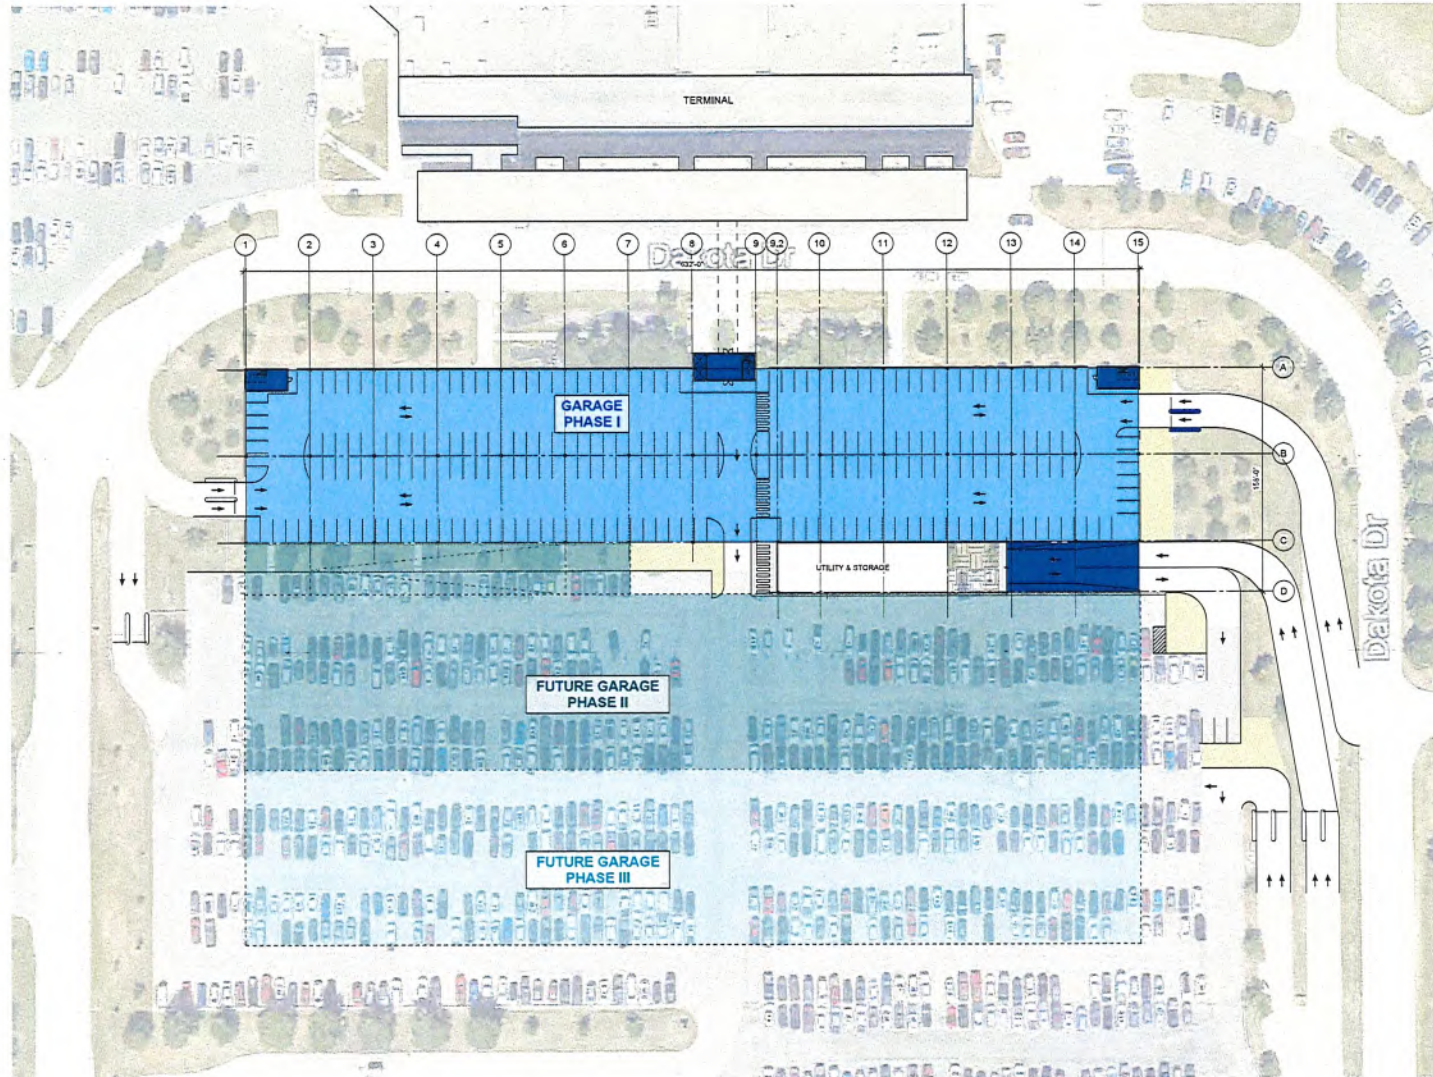 TERMINAL
1 2 3 4 5 6 7 8 9 9.2 10 11 12 13 14 15
Dakota Dr
A
GARAGE
PHASE I
B
Dakota Dr
C
UTILITY & STORAGE
D
FUTURE GARAGE
PHASE II
FUTURE GARAGE
PHASE III